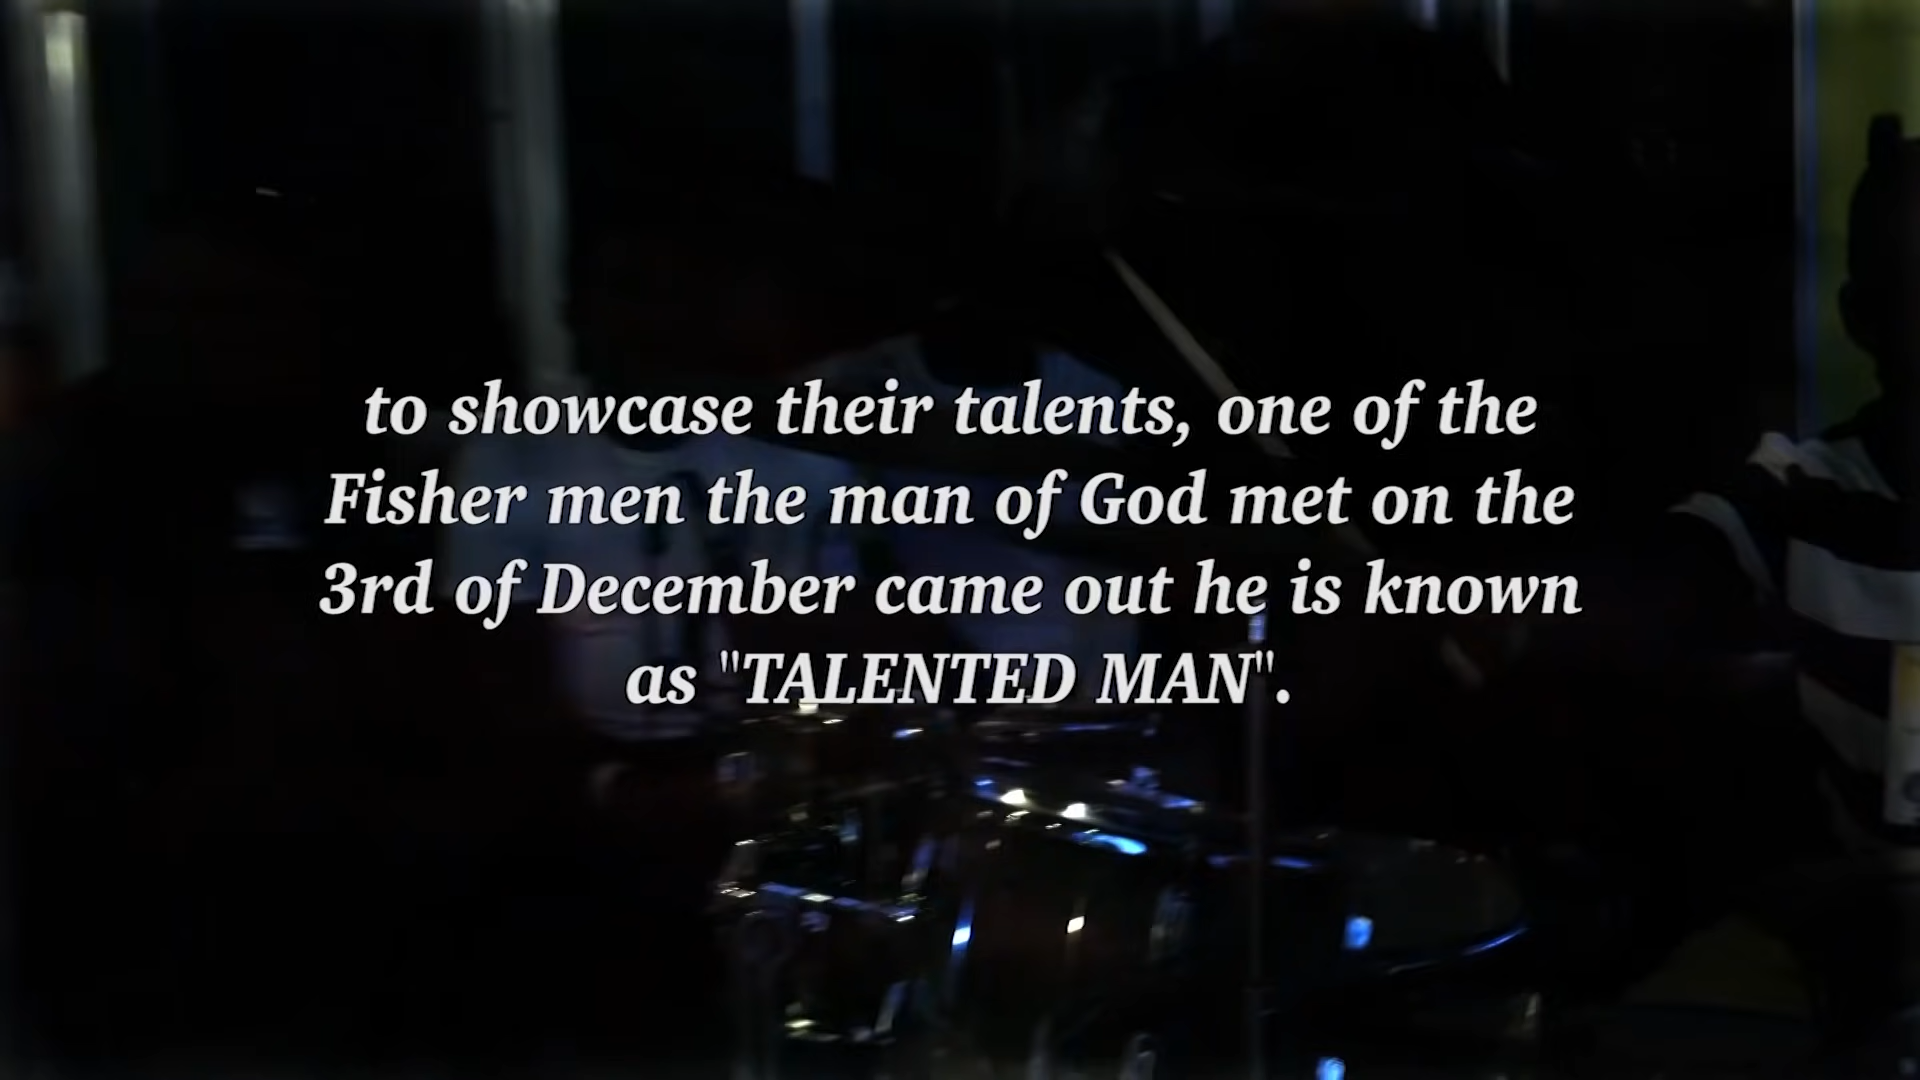 to showcase their talents, one of the
Fisher men the man of God met on the
3rd of December came out he is known
as "TALENTED MAN".